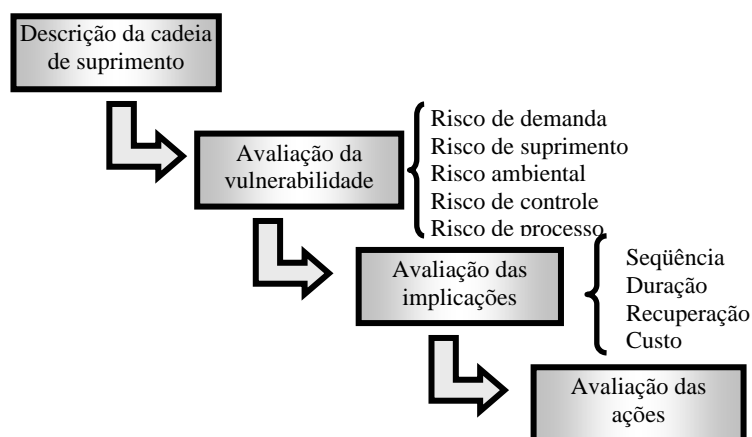 Descrição da cadeia
de suprimento
Avaliação da
vulnerabilidade
Risco de demanda
Risco de suprimento
Risco ambiental
Risco de controle
Risco de processo
Avaliação das
implicações
Seqüência
Duração
Recuperação
Custo
Avaliação das
ações